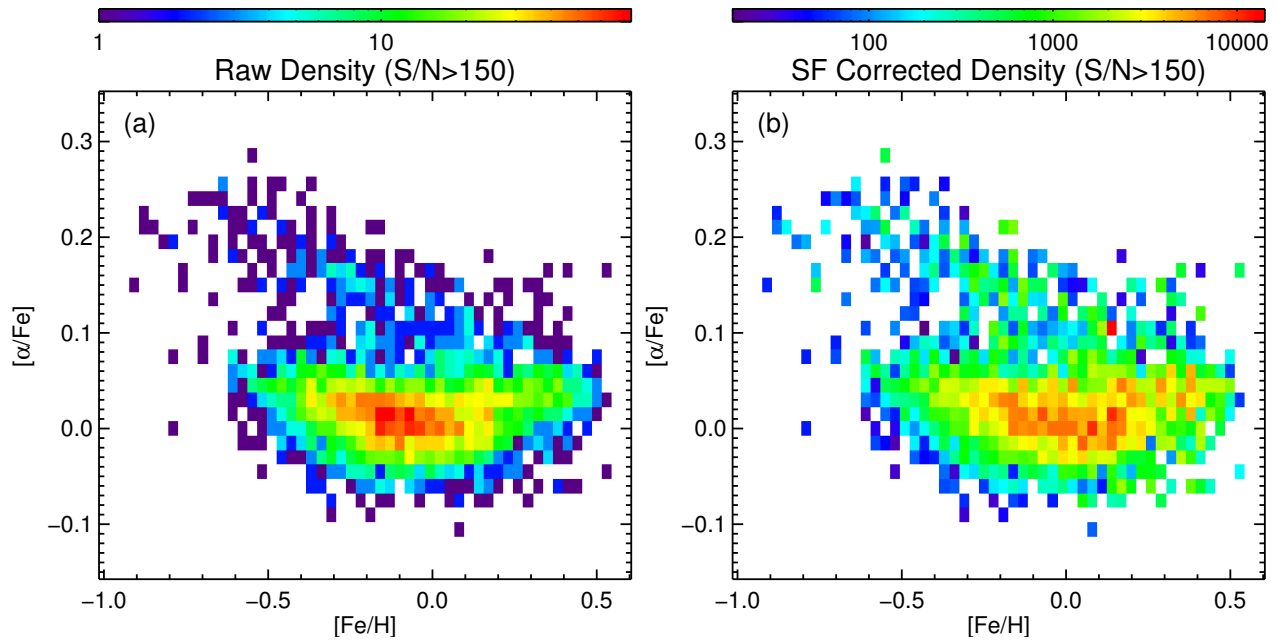 1 10
100 1000 10000
Raw Density (S/N>150)
SF Corrected Density (S/N>150)
(a)
(b)
0.3
0.2
0.1
0.0
−0.1
[α/Fe]
−1.0 −0.5 0.0 0.5
[Fe/H]
0.3
0.2
0.1
0.0
−0.1
[α/Fe]
−1.0 −0.5 0.0 0.5
[Fe/H]